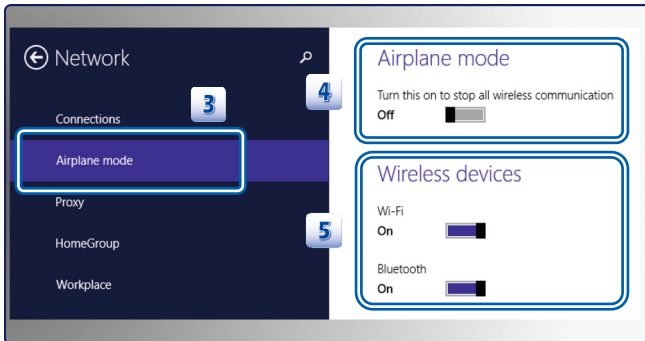 Network
3
Connections
Airplane mode
Proxy
HomeGroup
Workplace
4
Airplane mode
Turn this on to stop all wireless communication
Off
5
Wireless devices
Wi-Fi
On
Bluetooth
On